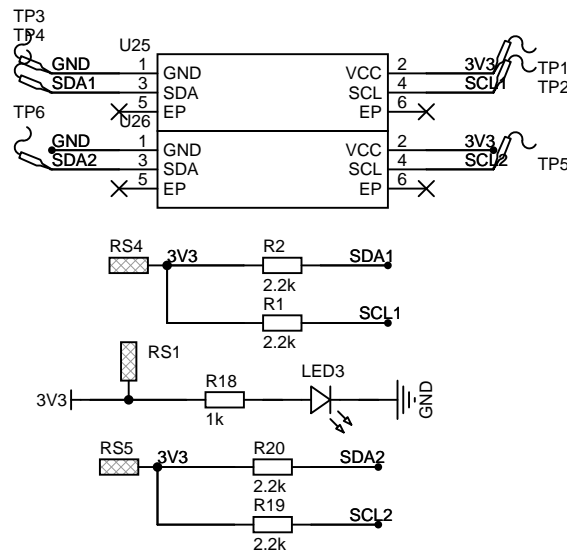 TP3
TP4
U25
GND 1 GND VCC 2 3V3 TP1
SDA1 3 SDA SCL 4 SCL1 TP2
5 EP EP 6
TP6 U26
GND 1 GND VCC 2 3V3
SDA2 3 SDA SCL 4 SCL2 TP5
5 EP EP 6
RS4 3V3 R2 SDA1
2.2k
R1 SCL1
2.2k
RS1
R18 LED3
3V3 GND
1k
RS5 3V3 R20 SDA2
2.2k
R19 SCL2
2.2k